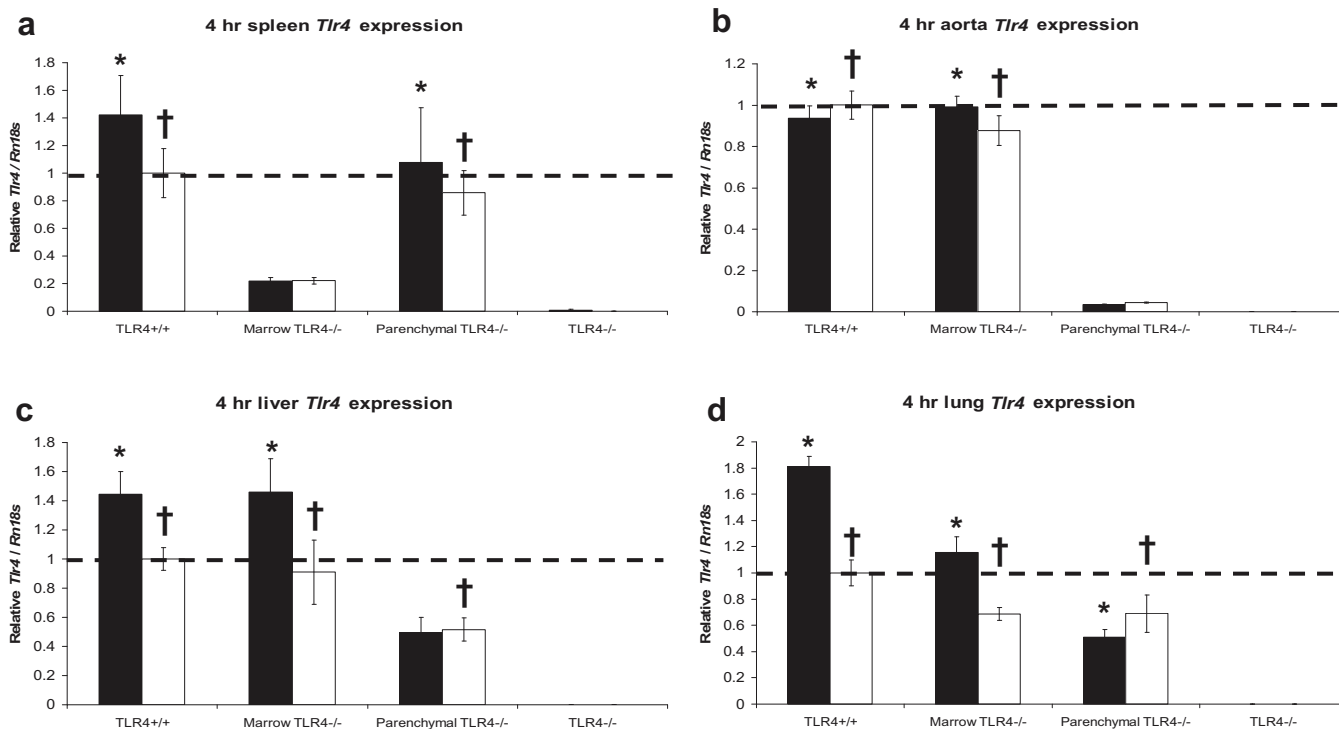 a
4 hr spleen Tlr4 expression
Relative Tlr4 / Rn18s
1.8
1.6
1.4
1.2
1
0.8
0.6
0.4
0.2
0
* † * †
TLR4+/+ Marrow TLR4-/- Parenchymal TLR4-/- TLR4-/-
b
4 hr aorta Tlr4 expression
Relative Tlr4 / Rn18s
1.2
1
0.8
0.6
0.4
0.2
0
* † * †
TLR4+/+ Marrow TLR4-/- Parenchymal TLR4-/- TLR4-/-
c
4 hr liver Tlr4 expression
Relative Tlr4 / Rn18s
1.8
1.6
1.4
1.2
1
0.8
0.6
0.4
0.2
0
* † * † †
TLR4+/+ Marrow TLR4-/- Parenchymal TLR4-/- TLR4-/-
d
4 hr lung Tlr4 expression
Relative Tlr4 / Rn18s
2
1.8
1.6
1.4
1.2
1
0.8
0.6
0.4
0.2
0
* † * † * †
TLR4+/+ Marrow TLR4-/- Parenchymal TLR4-/- TLR4-/-